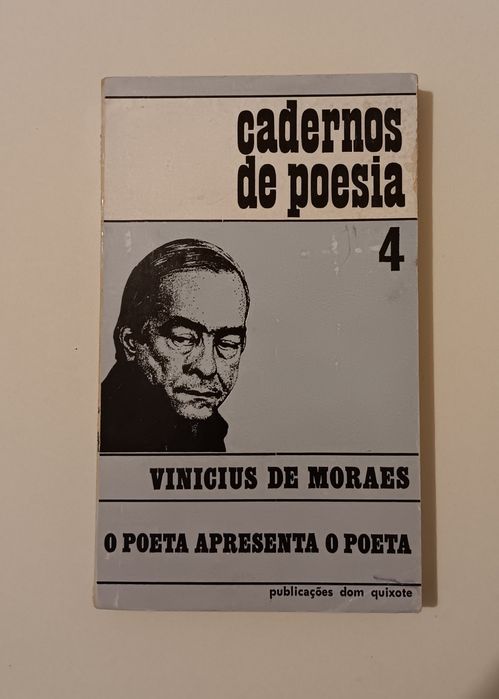 cadernos
de poesia
4
VINICIUS DE MORAES
O POETA APRESENTA O POETA
publicações dom quixote